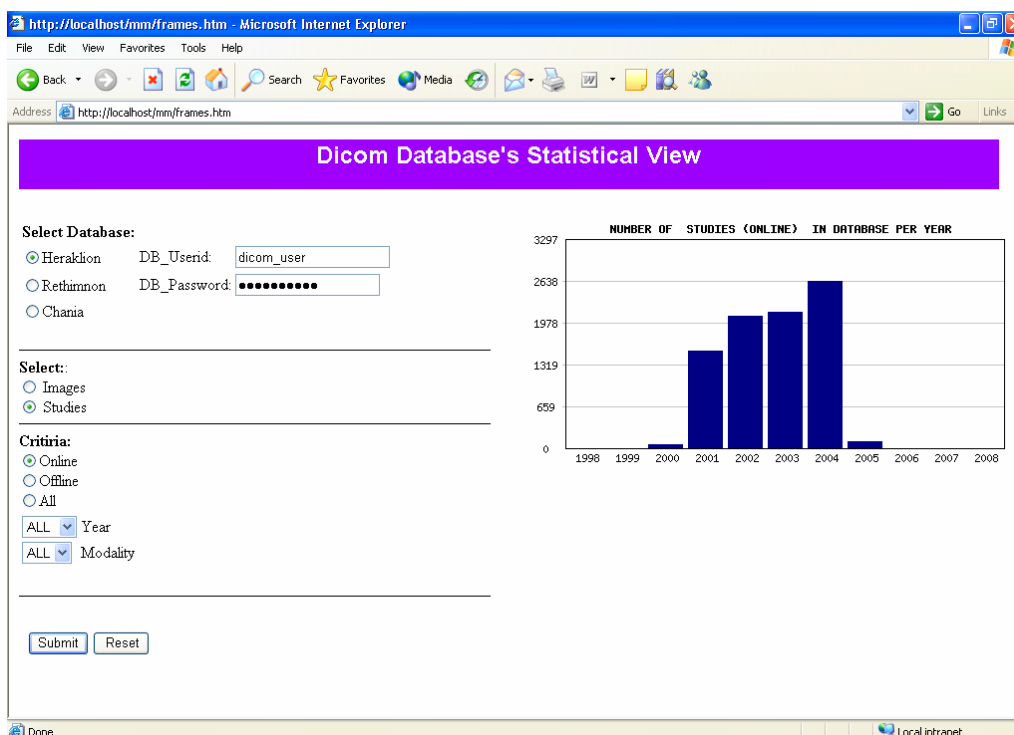 http://localhost/mm/frames.htm - Microsoft Internet Explorer
File Edit View Favorites Tools Help
Back Search Favorites Media
Address http://localhost/mm/frames.htm Go Links
Dicom Database's Statistical View
Select Database:
Heraklion DB_Userid: dicom_user
Rethimnon DB_Password: ●●●●●●●●●●
Chania
Select::
Images
Studies
Critiria:
Online
Offline
All
ALL Year
ALL Modality
Submit Reset
NUMBER OF STUDIES (ONLINE) IN DATABASE PER YEAR
3297
2638
1978
1319
659
0
1998 1999 2000 2001 2002 2003 2004 2005 2006 2007 2008
Done Local intranet